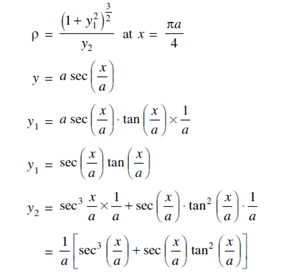 ρ = (1 + y₁²)^(3/2) / y₂ at x = πa/4
y = a sec(x/a)
y₁ = a sec(x/a) · tan(x/a) × 1/a
y₁ = sec(x/a) tan(x/a)
y₂ = sec³ x/a × 1/a + sec(x/a) · tan²(x/a) · 1/a
= 1/a [sec³(x/a) + sec(x/a) tan²(x/a)]